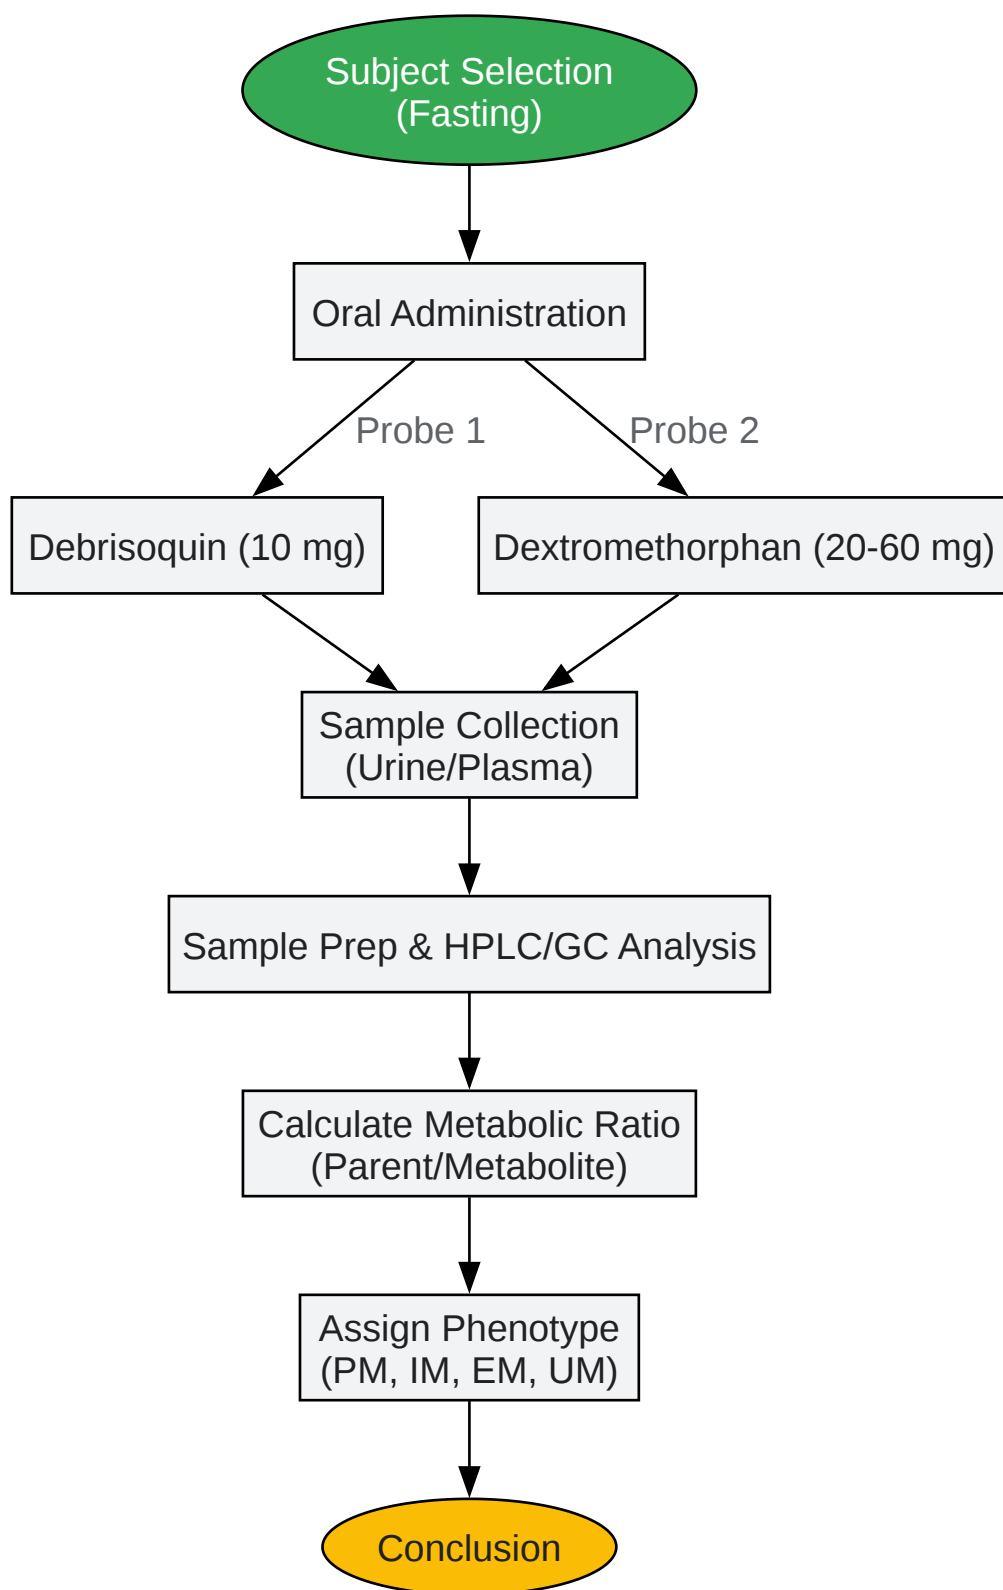 Subject Selection
(Fasting)
Oral Administration
Probe 1
Probe 2
Debrisoquin (10 mg)
Dextromethorphan (20-60 mg)
Sample Collection
(Urine/Plasma)
Sample Prep & HPLC/GC Analysis
Calculate Metabolic Ratio
(Parent/Metabolite)
Assign Phenotype
(PM, IM, EM, UM)
Conclusion